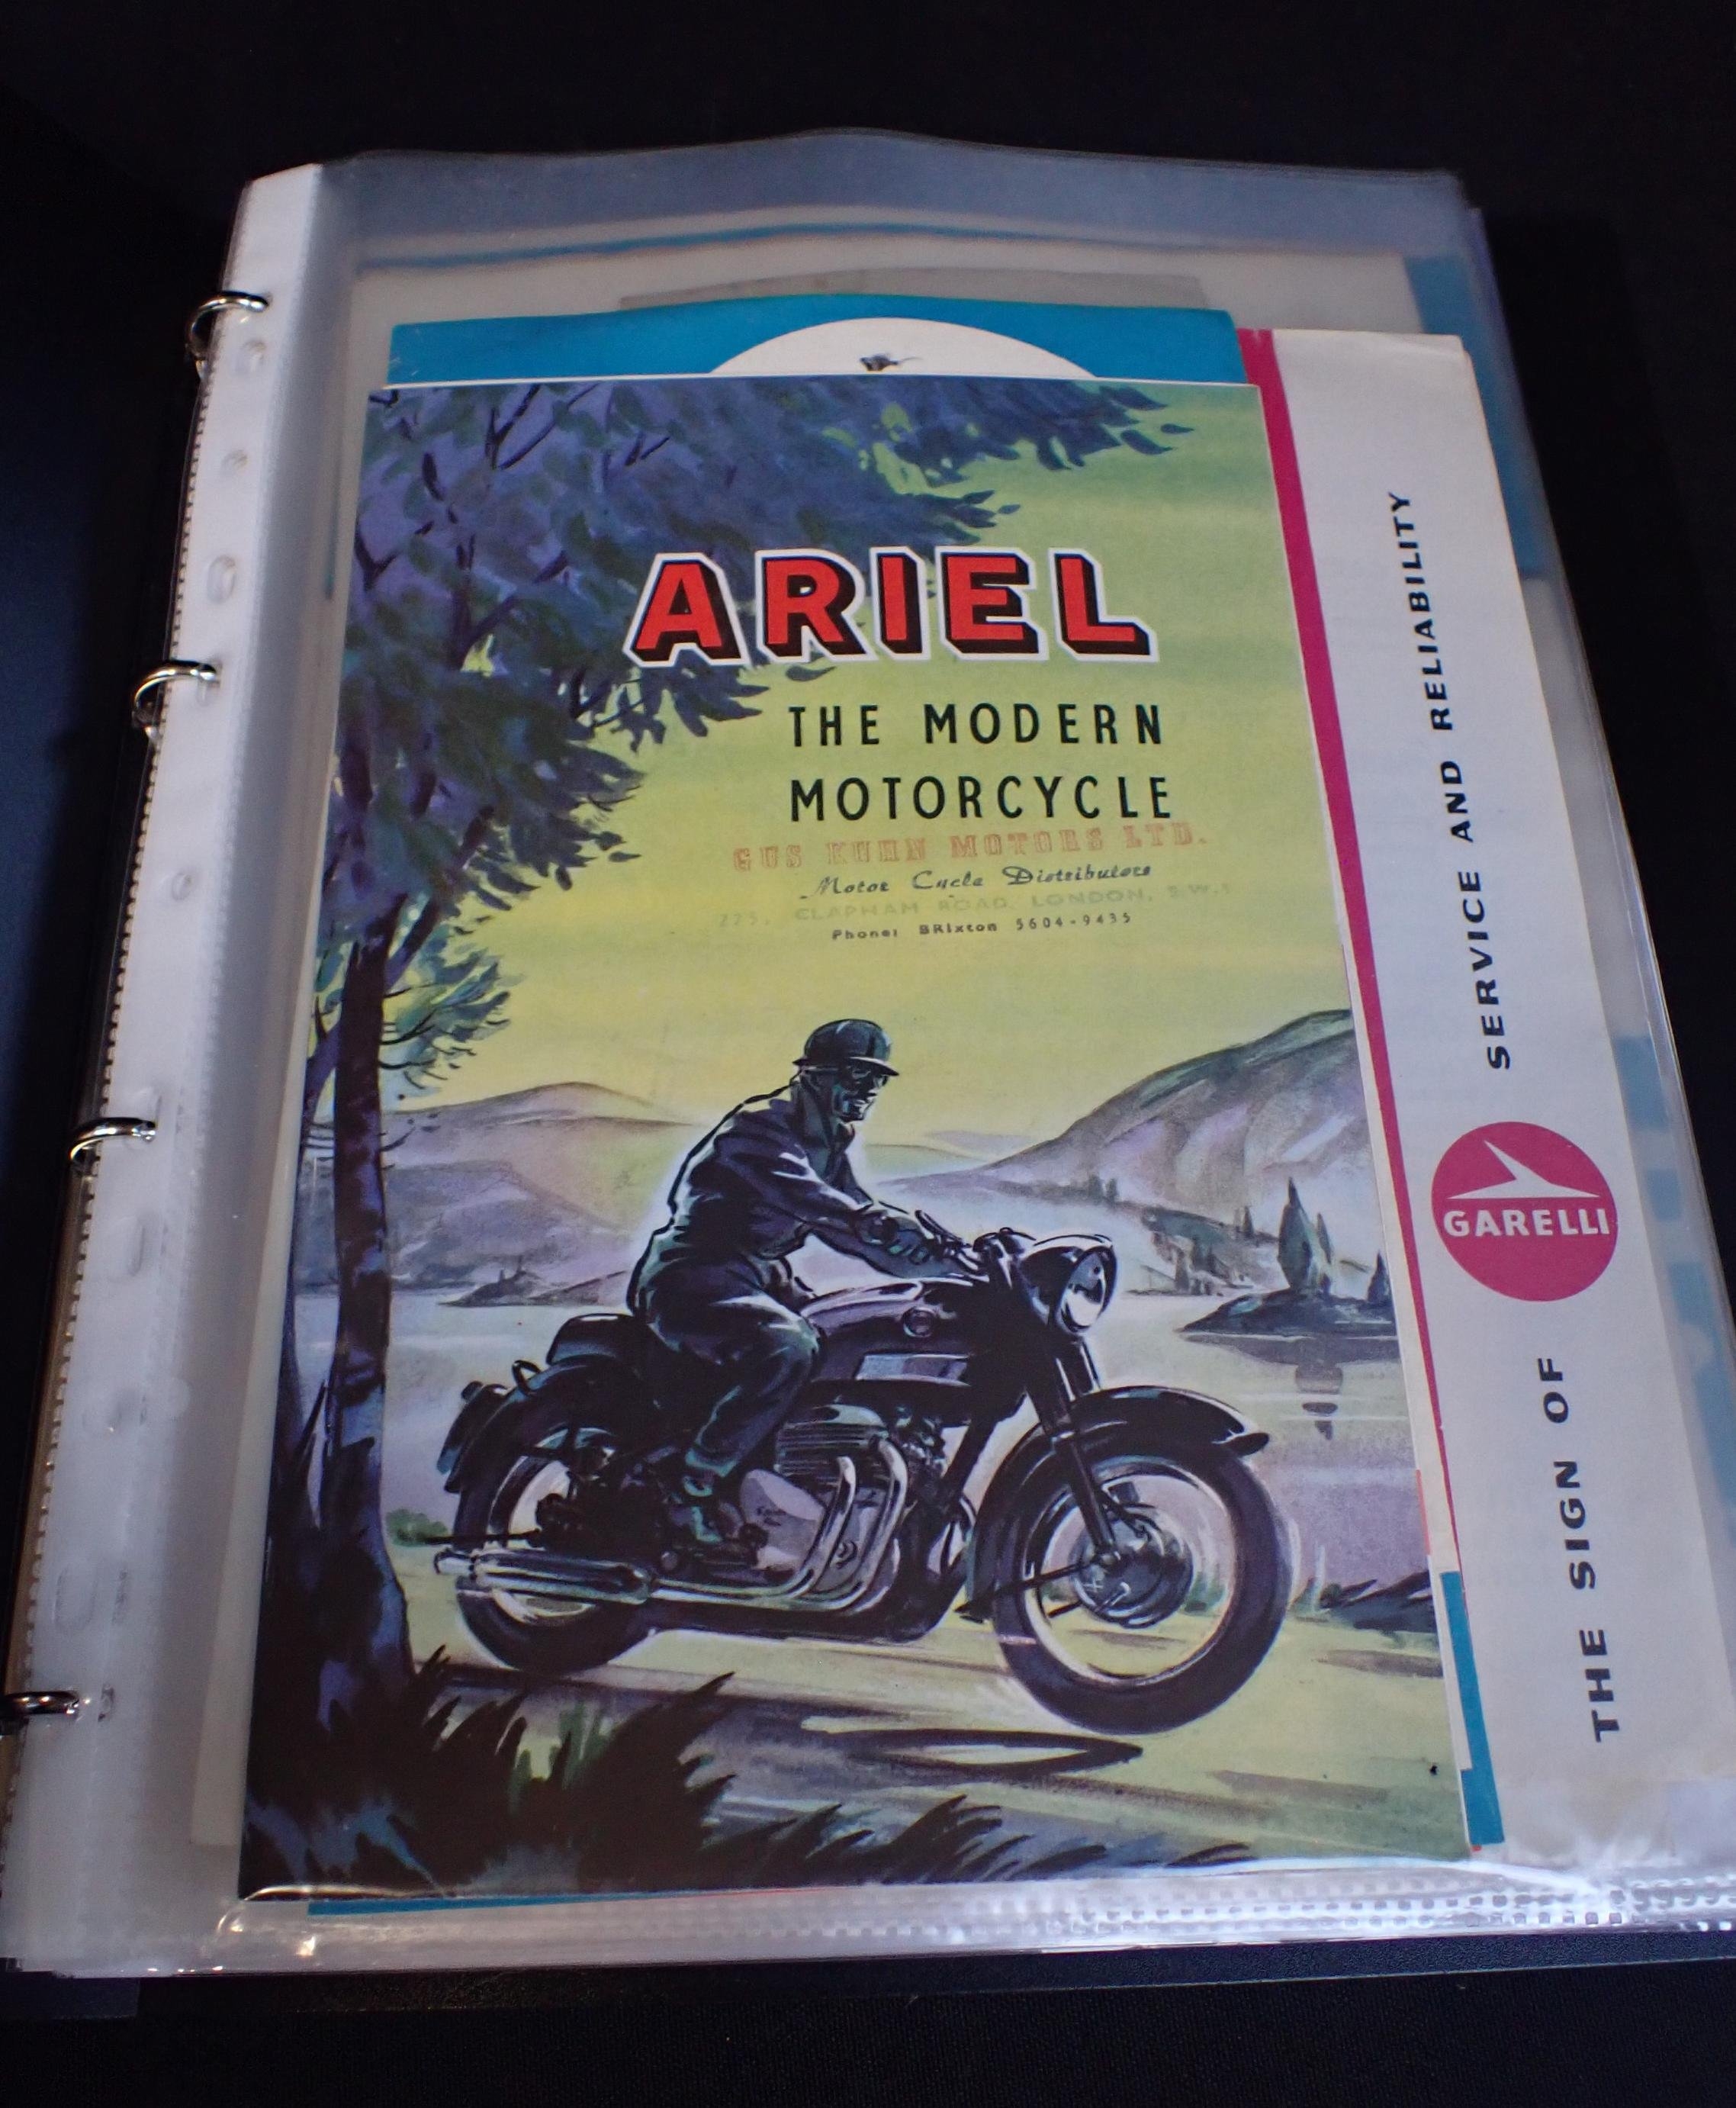 ARIEL
THE MODERN
MOTORCYCLE
GUS KUHN MOTORS LTD.
Motor Cycle Distributors
275, CLAPHAM ROAD, LONDON, S.W.
Phone: BRIxton 5604-9435
THE SIGN OF
GARELLI
SERVICE AND RELIABILITY